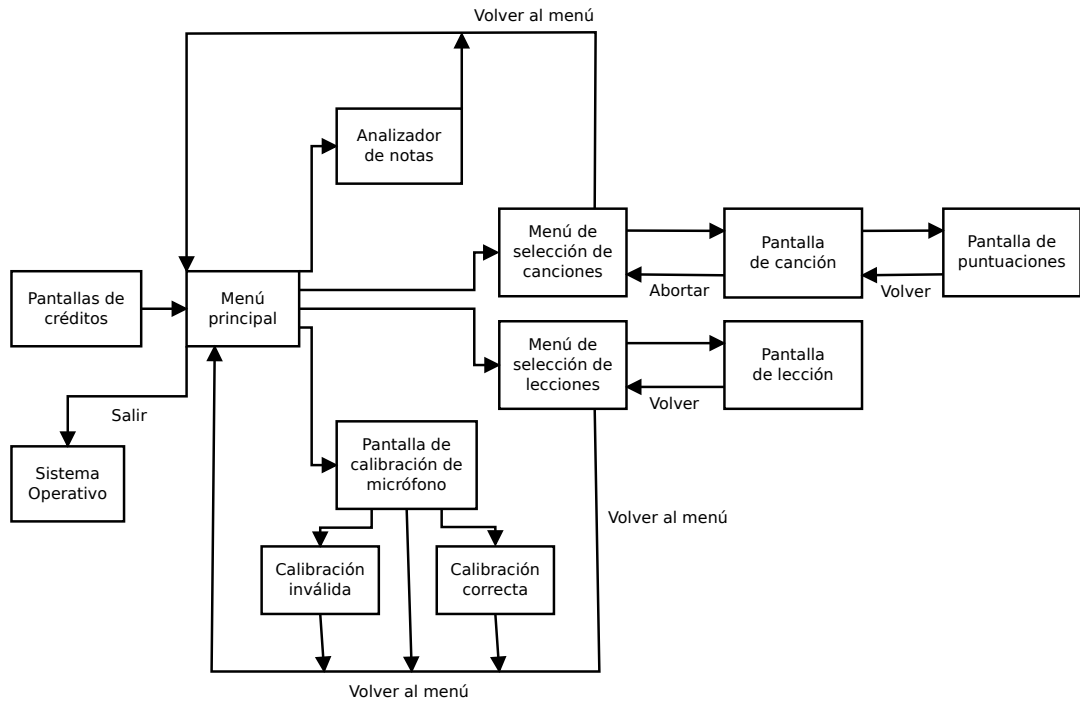 Volver al menú
Analizador
de notas
Menú de
selección de
canciones
Pantalla
de canción
Pantalla de
puntuaciones
Abortar
Volver
Pantallas de
créditos
Menú
principal
Menú de
selección de
lecciones
Pantalla
de lección
Volver
Salir
Sistema
Operativo
Pantalla de
calibración de
micrófono
Volver al menú
Calibración
inválida
Calibración
correcta
Volver al menú